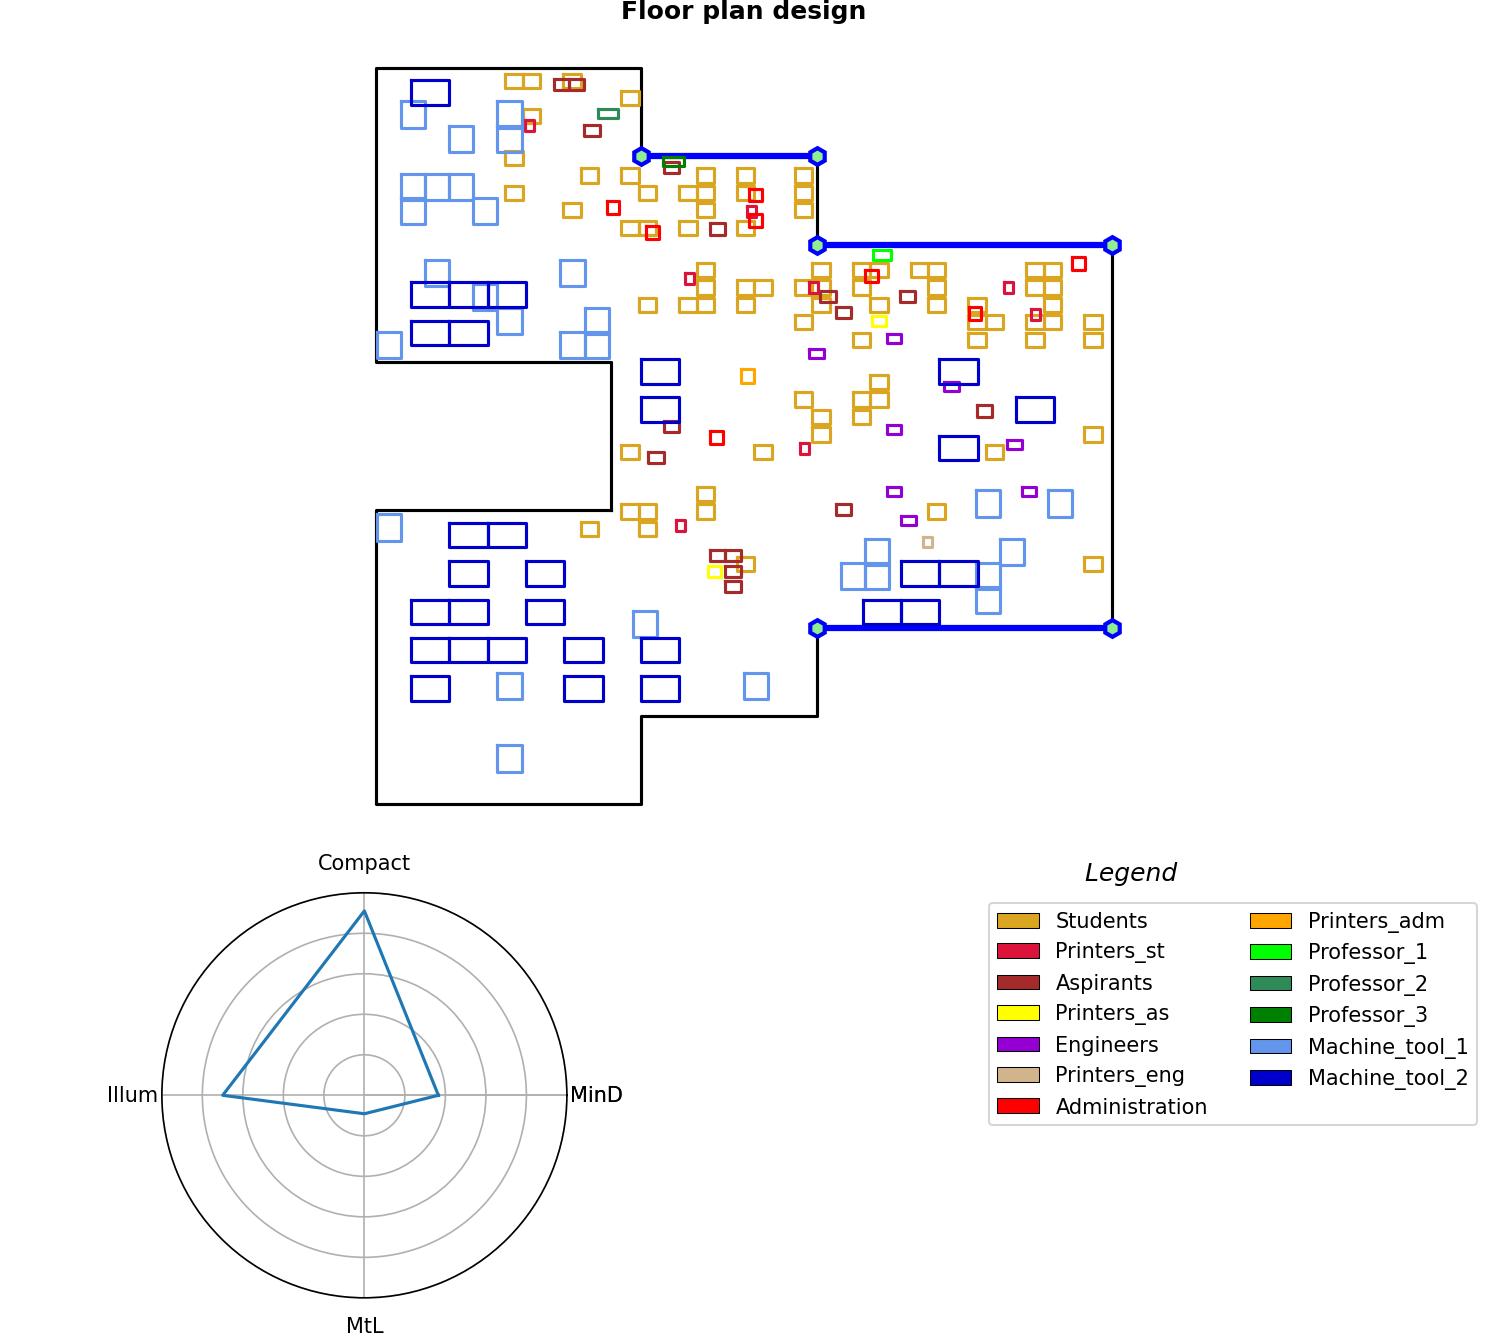 Floor plan design
Compact
Illum
MinD
MtL
Legend
Students
Printers_st
Aspirants
Printers_as
Engineers
Printers_eng
Administration
Printers_adm
Professor_1
Professor_2
Professor_3
Machine_tool_1
Machine_tool_2